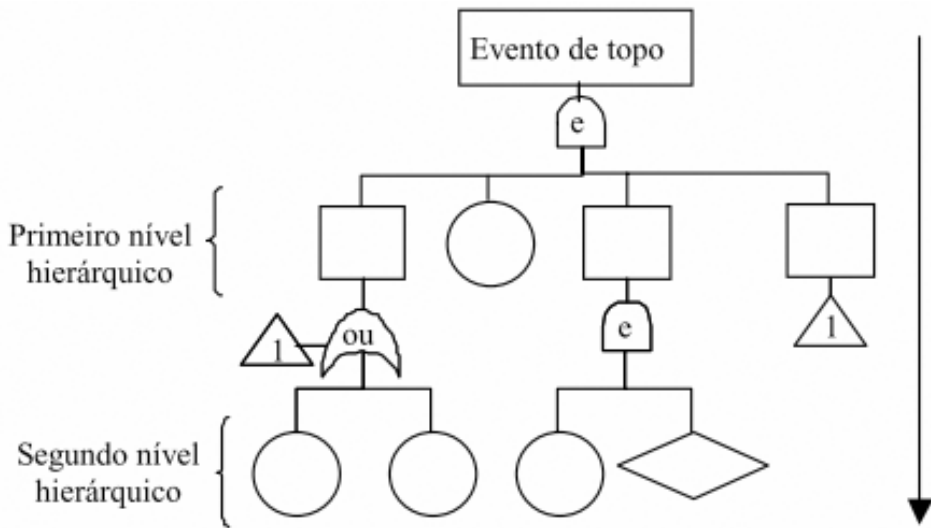 Evento de topo
e
Primeiro nível
hierárquico
1
ou
e
1
Segundo nível
hierárquico